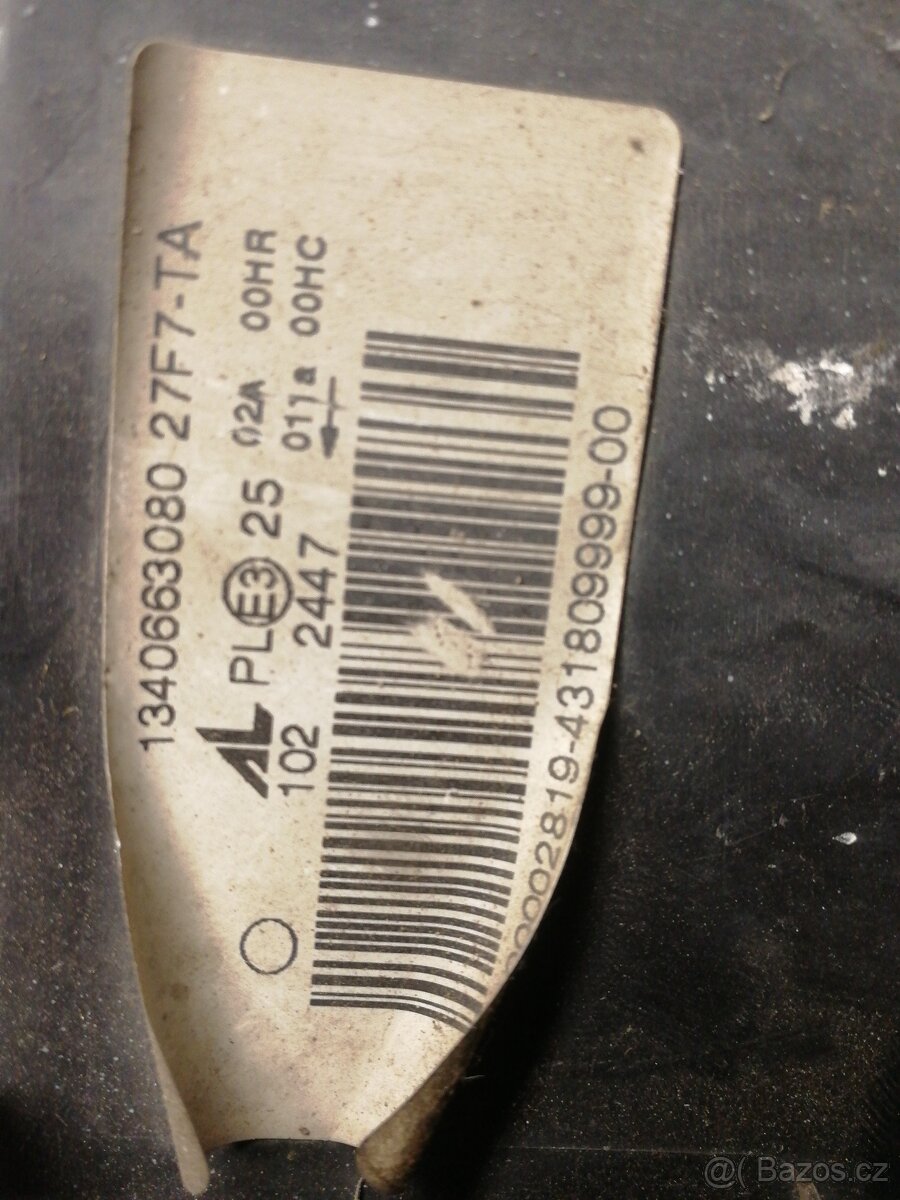 1340663080 27F7-TA
AL PL E3 25 02A 00HR
011a 00HC
102 2447
0002819-431809999-00
@( Bazos.cz